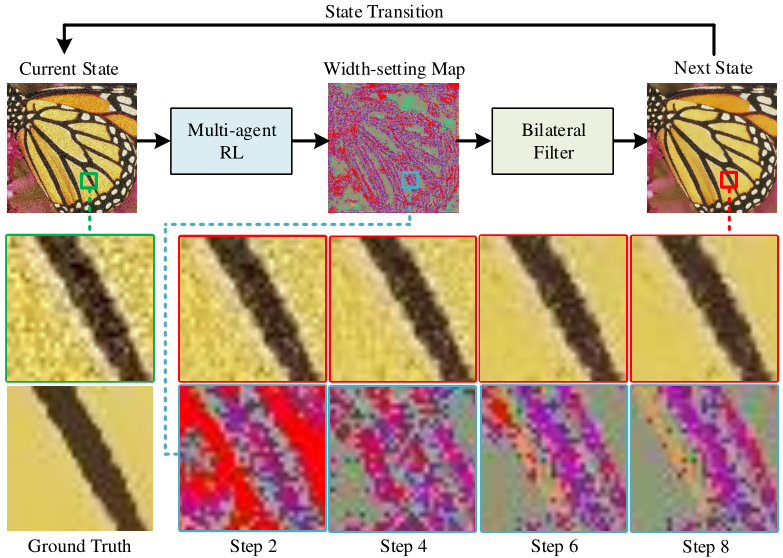 State Transition
Current State
Width-setting Map
Next State
Multi-agent
RL
Bilateral
Filter
Ground Truth
Step 2
Step 4
Step 6
Step 8